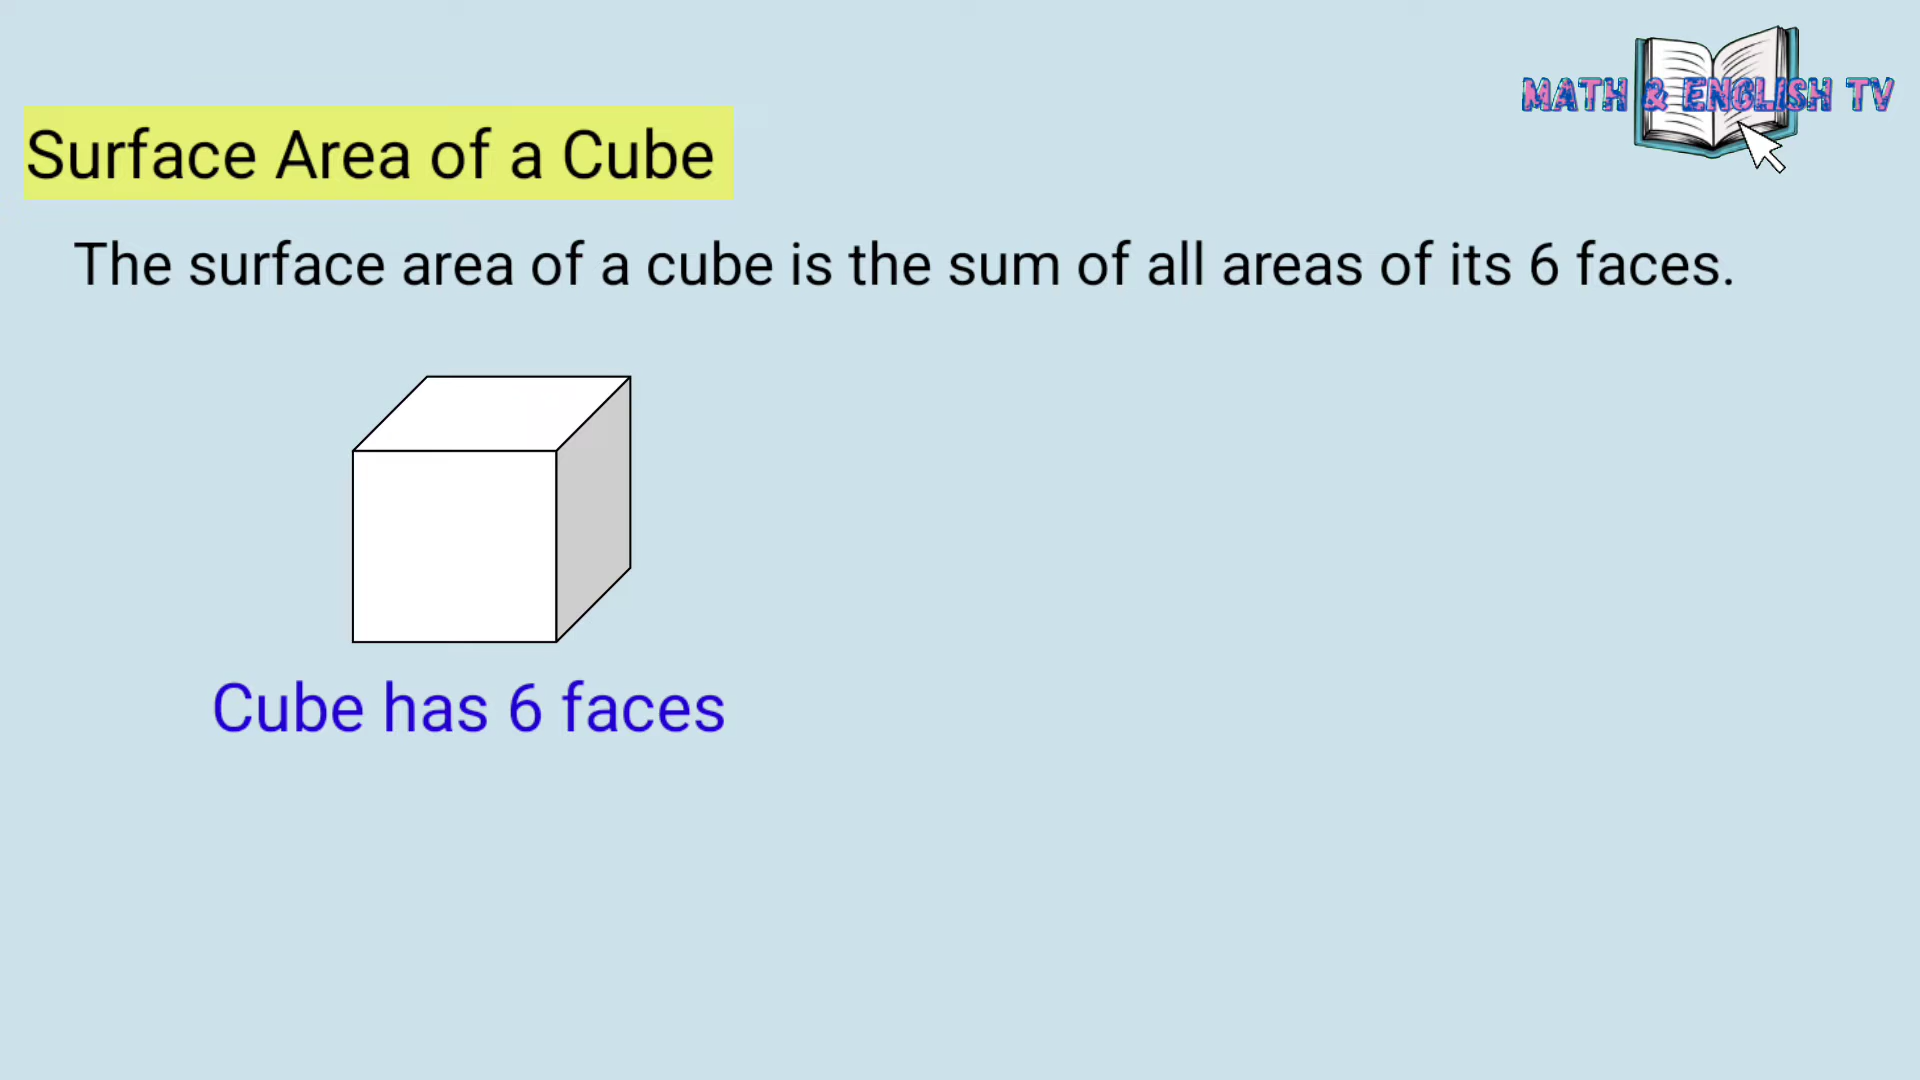 MATH & ENGLISH TV
Surface Area of a Cube
The surface area of a cube is the sum of all areas of its 6 faces.
Cube has 6 faces